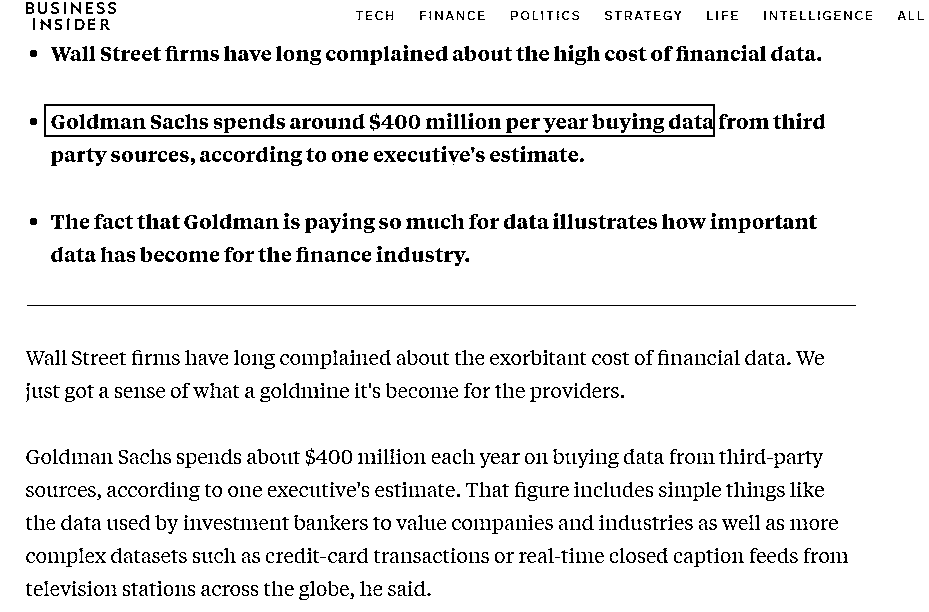 BUSINESS
INSIDER
TECH FINANCE POLITICS STRATEGY LIFE INTELLIGENCE ALL
• Wall Street firms have long complained about the high cost of financial data.
• Goldman Sachs spends around $400 million per year buying data from third
party sources, according to one executive's estimate.
• The fact that Goldman is paying so much for data illustrates how important
data has become for the finance industry.
Wall Street firms have long complained about the exorbitant cost of financial data. We
just got a sense of what a goldmine it's become for the providers.
Goldman Sachs spends about $400 million each year on buying data from third-party
sources, according to one executive's estimate. That figure includes simple things like
the data used by investment bankers to value companies and industries as well as more
complex datasets such as credit-card transactions or real-time closed caption feeds from
television stations across the globe, he said.